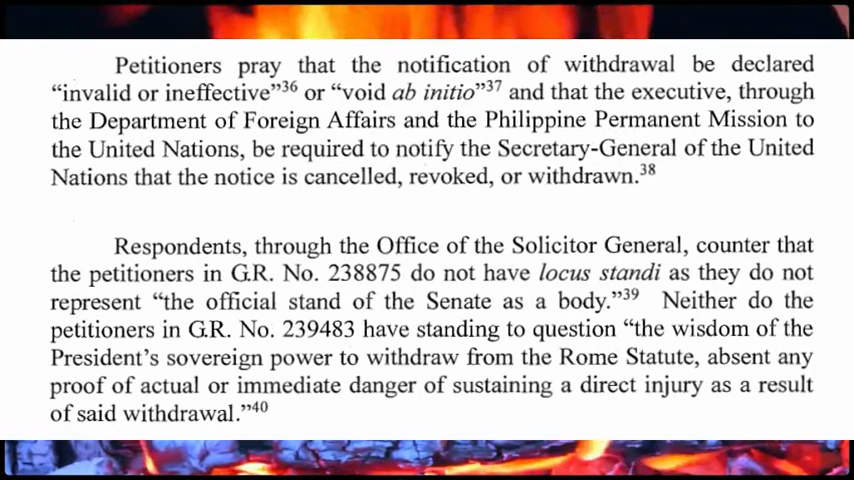 Petitioners pray that the notification of withdrawal be declared
“invalid or ineffective”36 or “void ab initio”37 and that the executive, through
the Department of Foreign Affairs and the Philippine Permanent Mission to
the United Nations, be required to notify the Secretary-General of the United
Nations that the notice is cancelled, revoked, or withdrawn.38
Respondents, through the Office of the Solicitor General, counter that
the petitioners in G.R. No. 238875 do not have locus standi as they do not
represent “the official stand of the Senate as a body.”39 Neither do the
petitioners in G.R. No. 239483 have standing to question “the wisdom of the
President’s sovereign power to withdraw from the Rome Statute, absent any
proof of actual or immediate danger of sustaining a direct injury as a result
of said withdrawal.”40